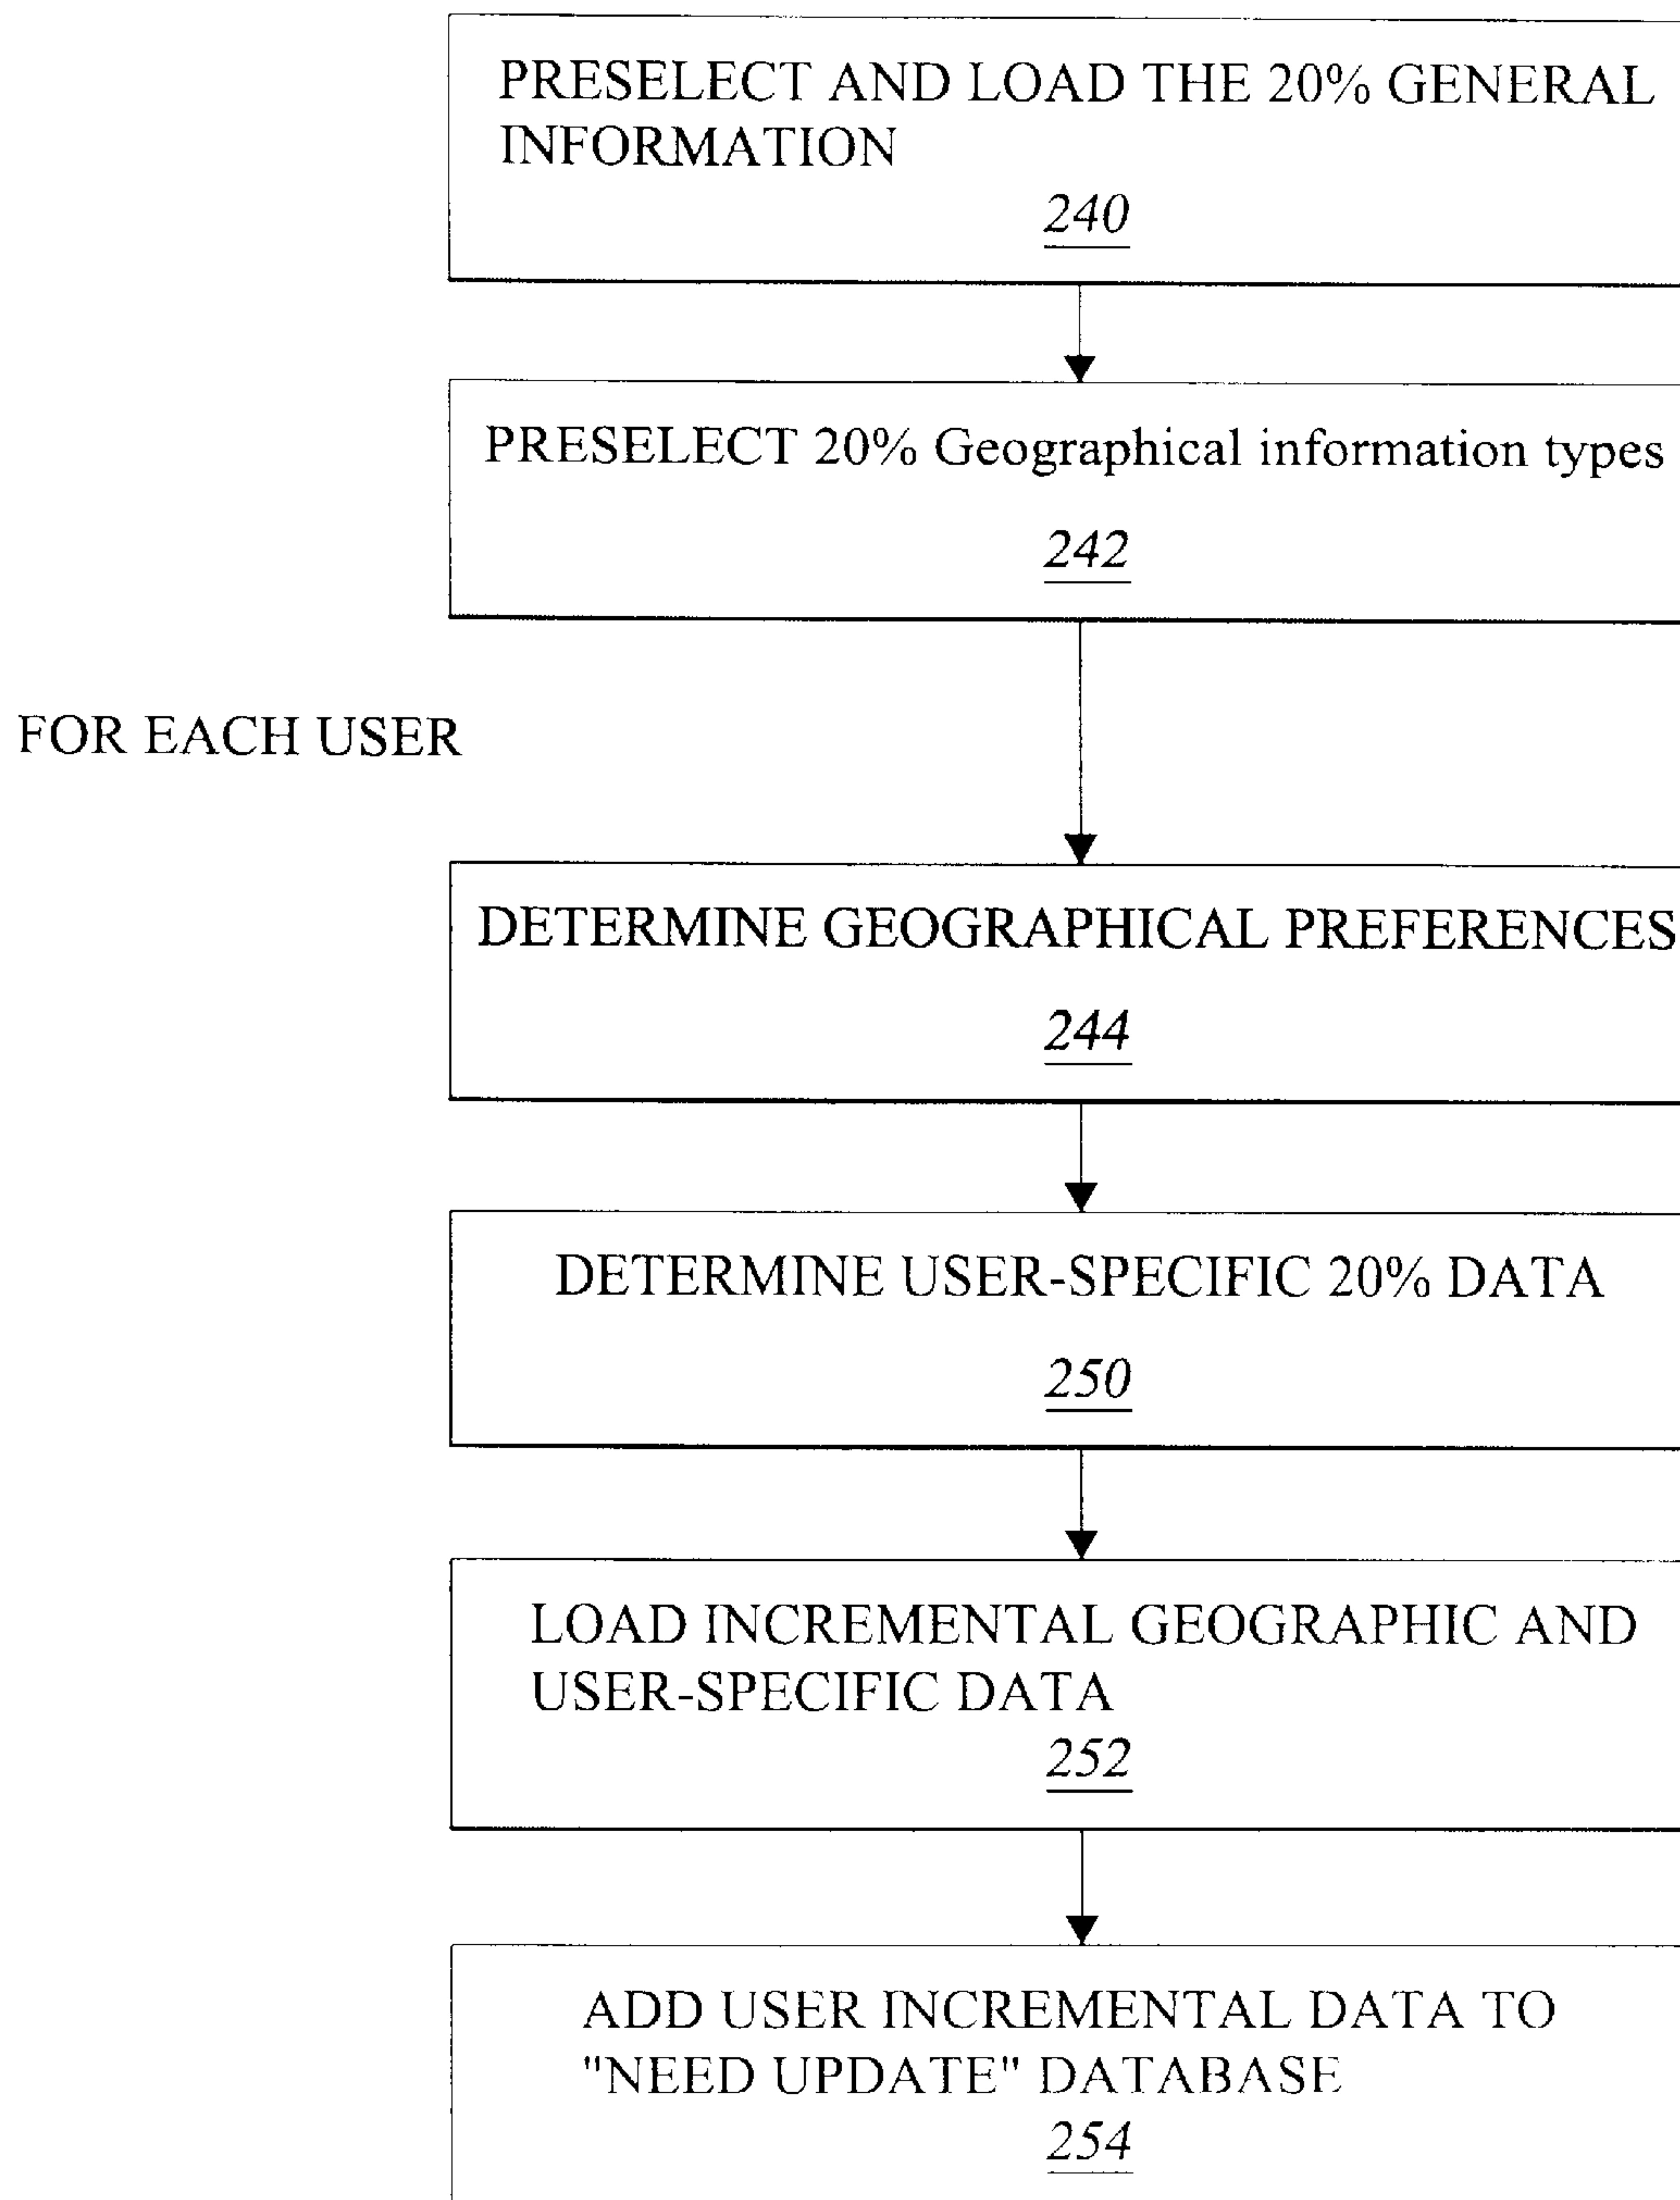 PRESELECT AND LOAD THE 20% GENERAL
INFORMATION
240
PRESELECT 20% Geographical information types
242
FOR EACH USER
DETERMINE GEOGRAPHICAL PREFERENCES
244
DETERMINE USER-SPECIFIC 20% DATA
250
LOAD INCREMENTAL GEOGRAPHIC AND
USER-SPECIFIC DATA
252
ADD USER INCREMENTAL DATA TO
"NEED UPDATE" DATABASE
254